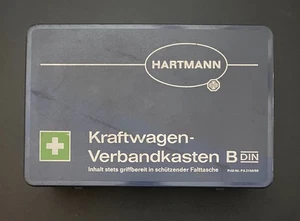 HARTMANN
Kraftwagen-
Verbandkasten B DIN
Inhalt stets griffbereit in schützender Falttasche